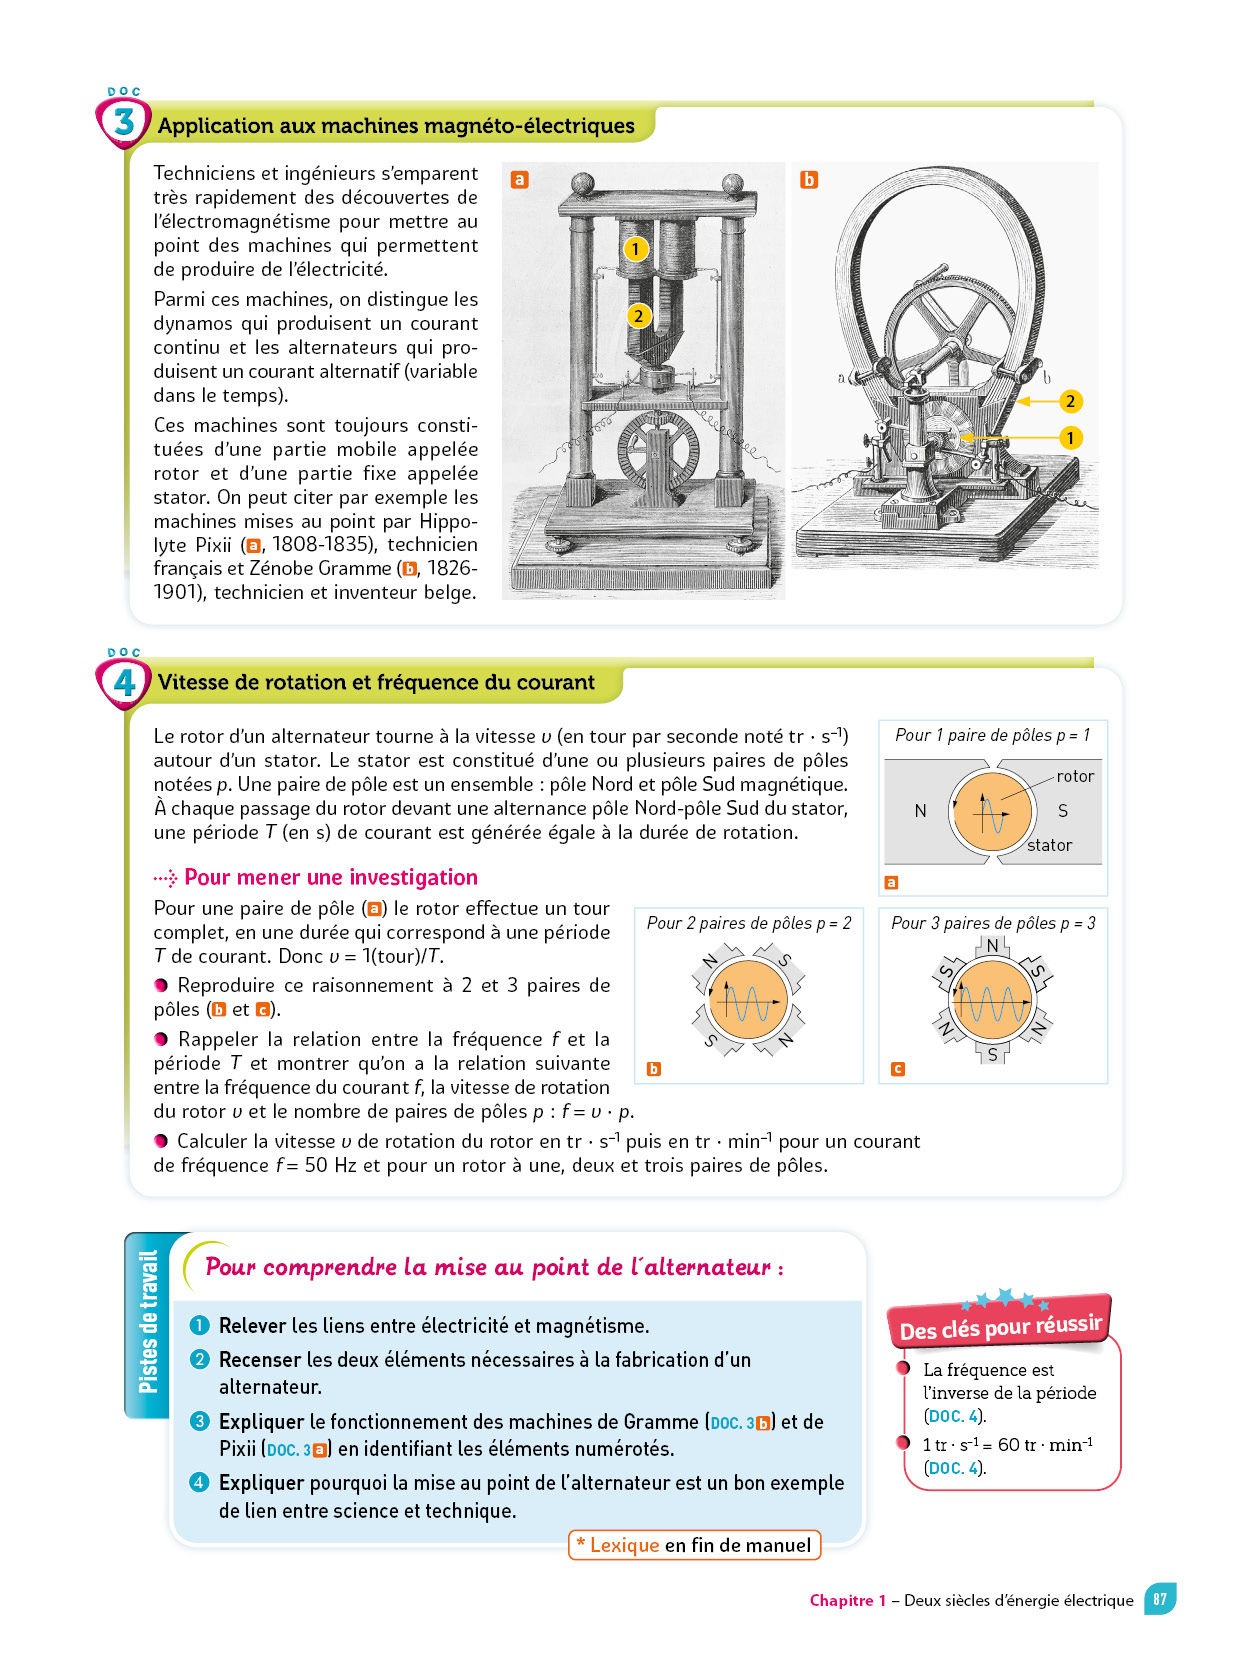 DOC
3
Application aux machines magnéto-électriques
Techniciens et ingénieurs s’emparent
très rapidement des découvertes de
l’électromagnétisme pour mettre au
point des machines qui permettent
de produire de l’électricité.
Parmi ces machines, on distingue les
dynamos qui produisent un courant
continu et les alternateurs qui pro-
duisent un courant alternatif (variable
dans le temps).
Ces machines sont toujours consti-
tuées d’une partie mobile appelée
rotor et d’une partie fixe appelée
stator. On peut citer par exemple les
machines mises au point par Hippo-
lyte Pixii (a, 1808-1835), technicien
français et Zénobe Gramme (b, 1826-
1901), technicien et inventeur belge.
a
1
2
b
a
b
2
1
DOC
4
Vitesse de rotation et fréquence du courant
Le rotor d’un alternateur tourne à la vitesse υ (en tour par seconde noté tr · s⁻¹)
autour d’un stator. Le stator est constitué d’une ou plusieurs paires de pôles
notées p. Une paire de pôle est un ensemble : pôle Nord et pôle Sud magnétique.
À chaque passage du rotor devant une alternance pôle Nord-pôle Sud du stator,
une période T (en s) de courant est générée égale à la durée de rotation.
Pour 1 paire de pôles p = 1
rotor
N
S
stator
a
Pour mener une investigation
Pour une paire de pôle (a) le rotor effectue un tour
complet, en une durée qui correspond à une période
T de courant. Donc υ = 1(tour)/T.
● Reproduire ce raisonnement à 2 et 3 paires de
pôles (b et c).
● Rappeler la relation entre la fréquence f et la
période T et montrer qu’on a la relation suivante
entre la fréquence du courant f, la vitesse de rotation
du rotor υ et le nombre de paires de pôles p : f = υ · p.
● Calculer la vitesse υ de rotation du rotor en tr · s⁻¹ puis en tr · min⁻¹ pour un courant
de fréquence f = 50 Hz et pour un rotor à une, deux et trois paires de pôles.
Pour 2 paires de pôles p = 2
N
S
S
N
b
Pour 3 paires de pôles p = 3
N
S
S
N
N
S
c
Pistes de travail
Pour comprendre la mise au point de l’alternateur :
1 Relever les liens entre électricité et magnétisme.
2 Recenser les deux éléments nécessaires à la fabrication d’un
alternateur.
3 Expliquer le fonctionnement des machines de Gramme (DOC. 3 b) et de
Pixii (DOC. 3 a) en identifiant les éléments numérotés.
4 Expliquer pourquoi la mise au point de l’alternateur est un bon exemple
de lien entre science et technique.
* Lexique en fin de manuel
Des clés pour réussir
● La fréquence est
l’inverse de la période
(DOC. 4).
● 1 tr · s⁻¹ = 60 tr · min⁻¹
(DOC. 4).
Chapitre 1 – Deux siècles d’énergie électrique
87